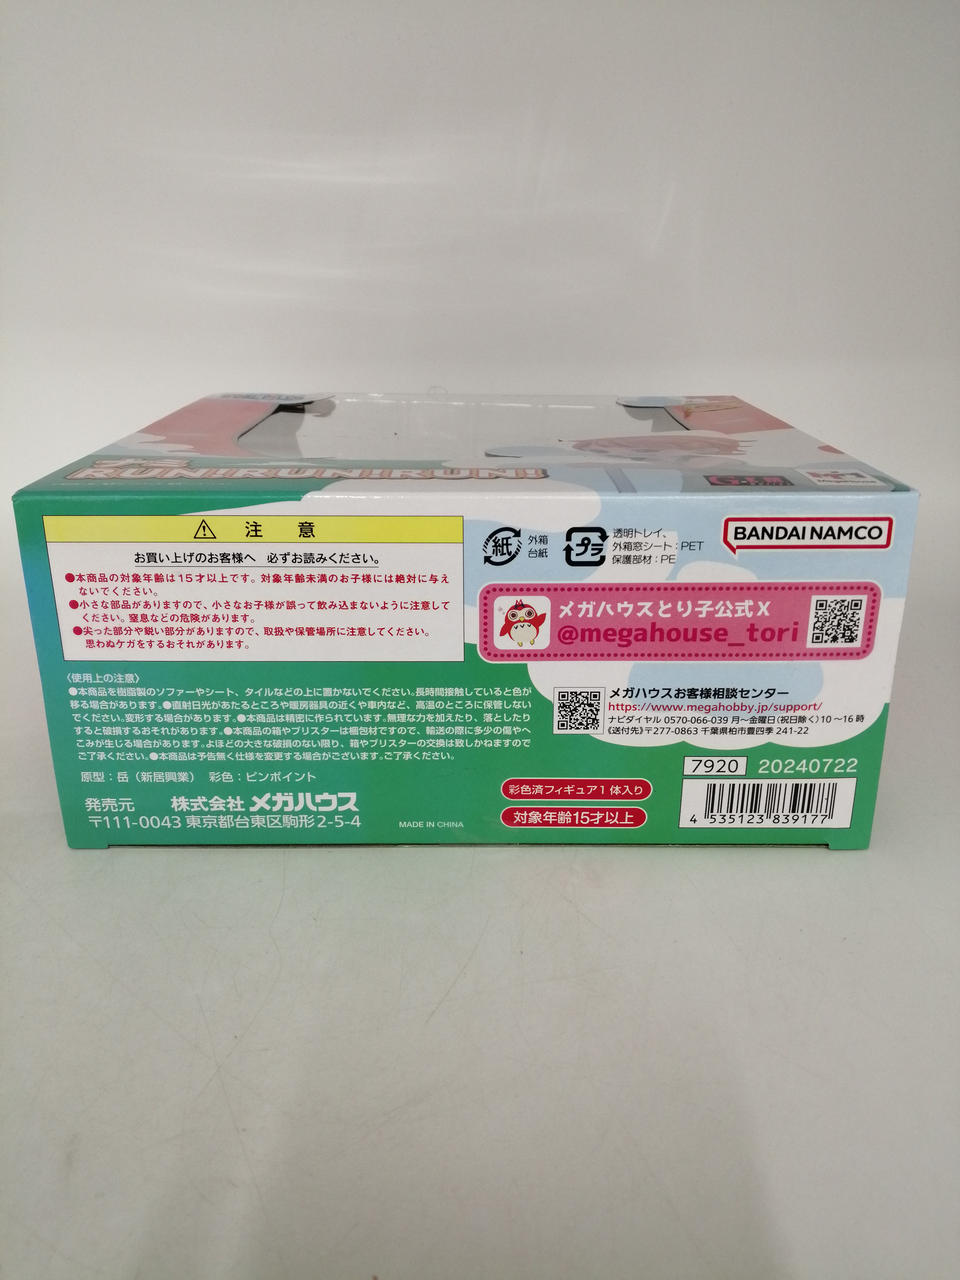 RUN!RUN!RUN!
G.E.M.
MegaHouse
注 意
お買い上げのお客様へ 必ずお読みください。
●本商品の対象年齢は15才以上です。対象年齢未満のお子様には絶対に与え
ないでください。
●小さな部品がありますので、小さなお子様が誤って飲み込まないように注意して
ください。窒息などの危険があります。
●尖った部分や鋭い部分がありますので、取扱や保管場所に注意してください。
思わぬケガをするおそれがあります。
〈使用上の注意〉
●本商品を樹脂製のソファーやシート、タイルなどの上に置かないでください。長時間接触していると色が
移る場合があります。●直射日光があたるところや暖房器具の近くや車内など、高温のところに保管しない
でください。変形する場合があります。●本商品は精密に作られています。無理な力を加えたり、落としたり
すると破損するおそれがあります。●本商品の箱やブリスターは梱包材ですので、輸送の際に多少の傷やへ
こみが生じる場合があります。よほどの大きな破損のない限り、箱やブリスターの交換は致しかねますので
ご了承ください。●本商品は予告無く仕様を変更する場合がございます。ご了承ください。
原型：岳（新居興業） 彩色：ピンポイント
発売元 株式会社 メガハウス
〒111-0043 東京都台東区駒形2-5-4
MADE IN CHINA
紙
外箱
台紙
プラ
透明トレイ、
外箱窓シート：PET
保護部材：PE
BANDAI NAMCO
メガハウスとり子公式X
@megahouse_tori
メガハウスお客様相談センター
https://www.megahobby.jp/support/
ナビダイヤル 0570-066-039 月～金曜日(祝日除く)10～16時
《送付先》〒277-0863 千葉県柏市豊四季 241-22
7920 20240722
彩色済フィギュア1体入り
対象年齢15才以上
4 535123 839177